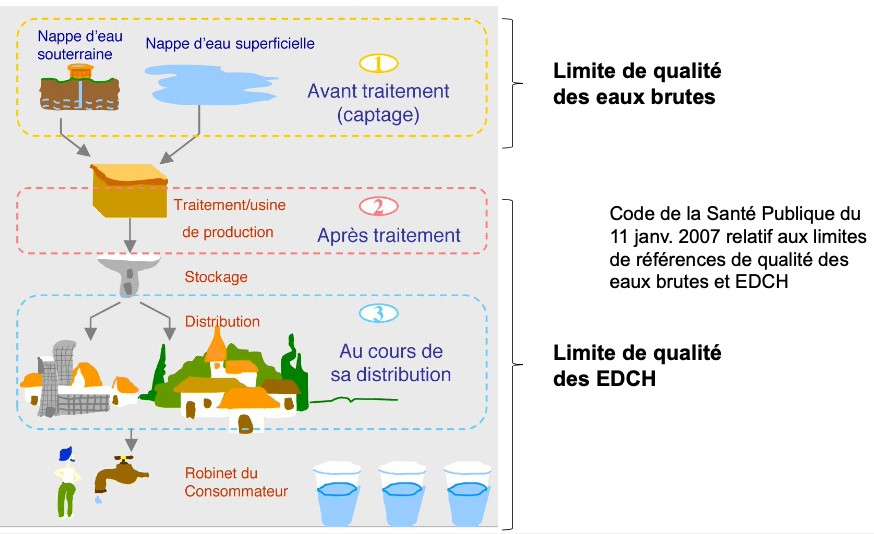 Nappe d'eau
souterraine
Nappe d'eau superficielle
1
Avant traitement
(captage)
Limite de qualité
des eaux brutes
Traitement/usine
de production
2
Après traitement
Code de la Santé Publique du
11 janv. 2007 relatif aux limites
de références de qualité des
eaux brutes et EDCH
Stockage
Distribution
3
Au cours de
sa distribution
Limite de qualité
des EDCH
Robinet du
Consommateur